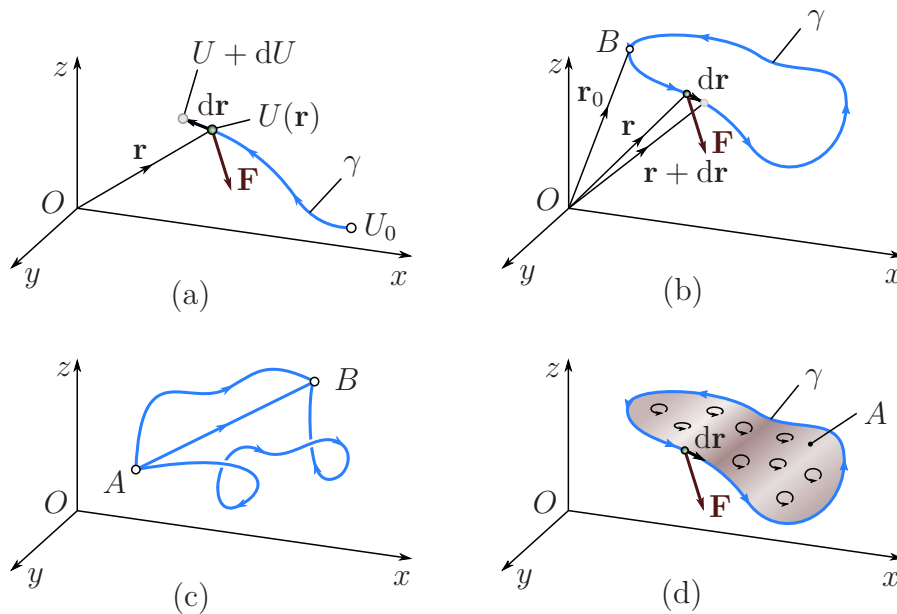 z
U + dU
dr
U(r)
r
F
γ
O
U₀
y
x
(a)
z
γ
B
dr
r₀
r
F
r + dr
O
y
x
(b)
z
B
A
O
y
x
(c)
z
γ
A
dr
F
O
y
x
(d)